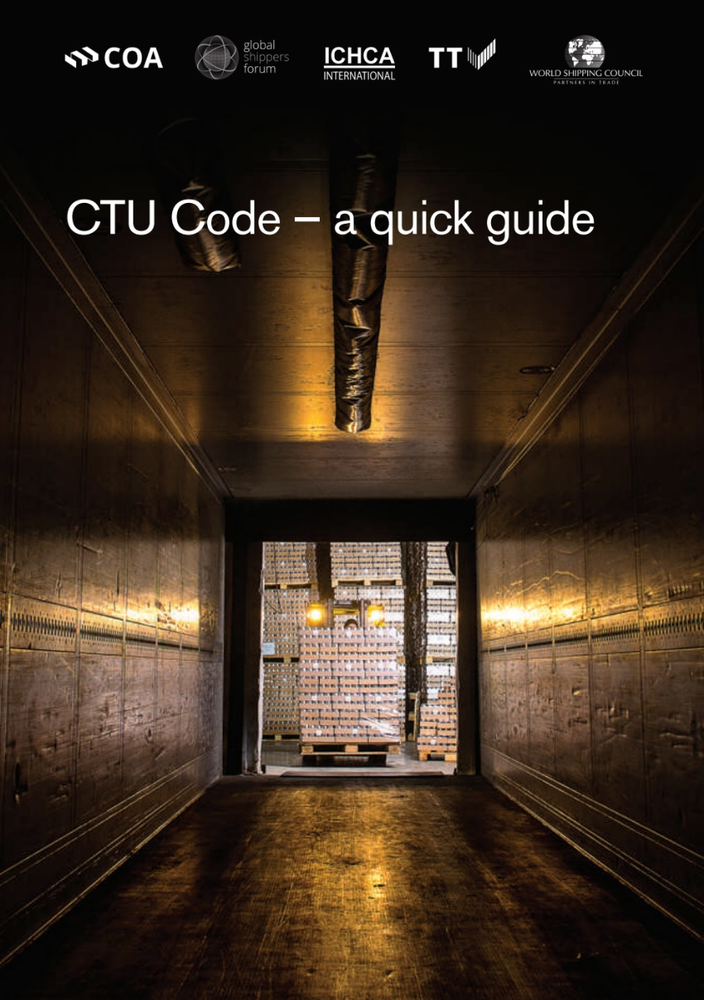 COA
global
shippers
forum
ICHCA
INTERNATIONAL
TT
WORLD SHIPPING COUNCIL
PARTNERS IN TRADE
CTU Code – a quick guide